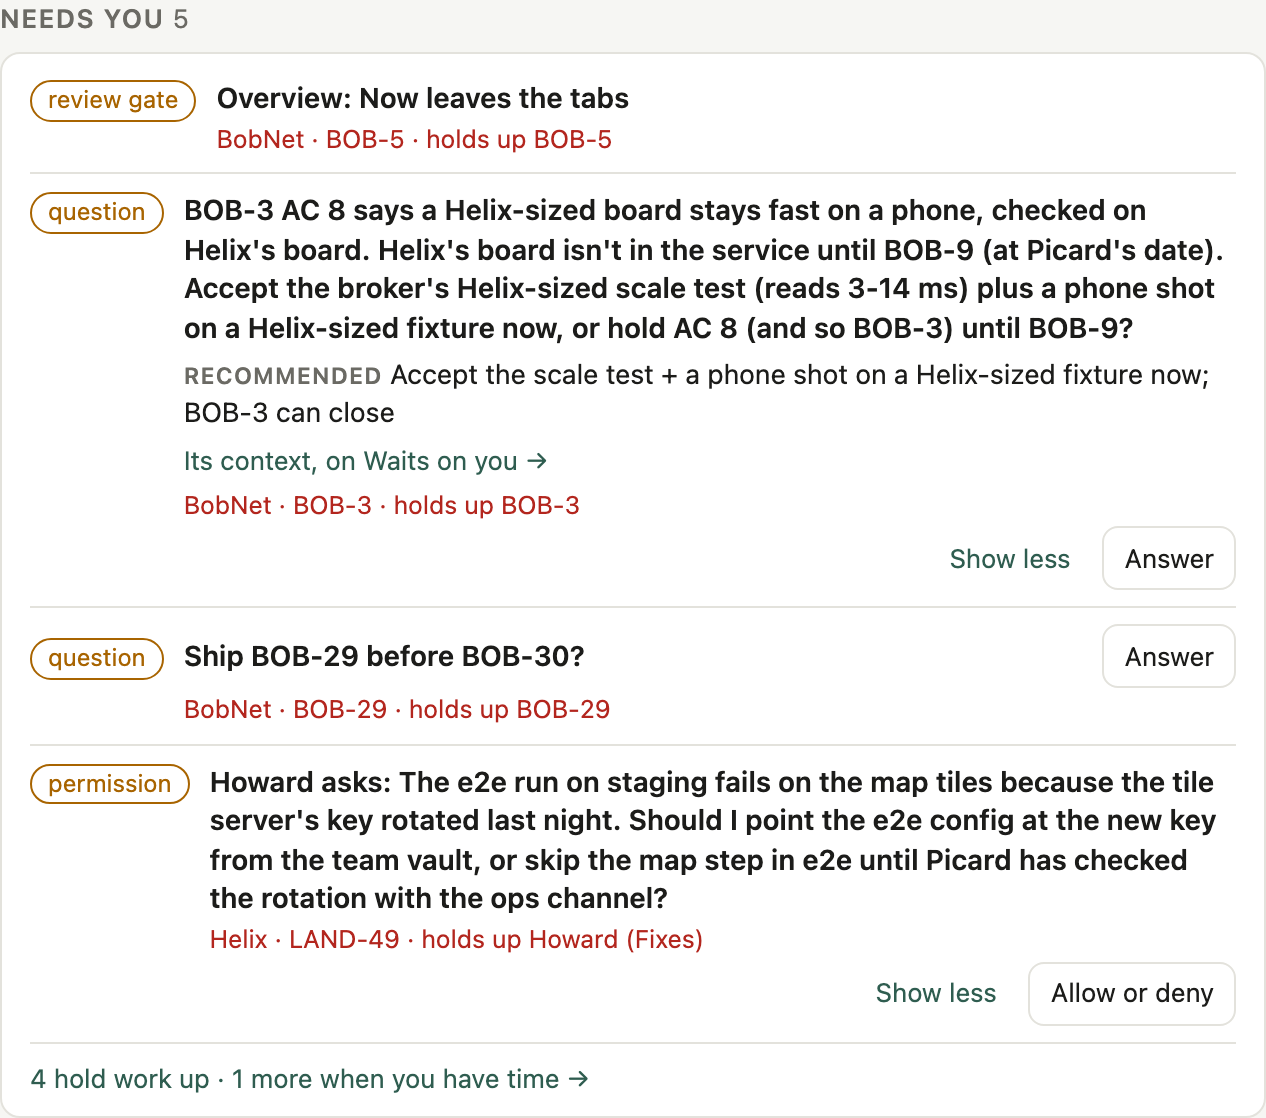 NEEDS YOU 5
review gate
Overview: Now leaves the tabs
BobNet · BOB-5 · holds up BOB-5
question
BOB-3 AC 8 says a Helix-sized board stays fast on a phone, checked on
Helix's board. Helix's board isn't in the service until BOB-9 (at Picard's date).
Accept the broker's Helix-sized scale test (reads 3-14 ms) plus a phone shot
on a Helix-sized fixture now, or hold AC 8 (and so BOB-3) until BOB-9?
RECOMMENDED Accept the scale test + a phone shot on a Helix-sized fixture now;
BOB-3 can close
Its context, on Waits on you →
BobNet · BOB-3 · holds up BOB-3
Show less
Answer
question
Ship BOB-29 before BOB-30?
Answer
BobNet · BOB-29 · holds up BOB-29
permission
Howard asks: The e2e run on staging fails on the map tiles because the tile
server's key rotated last night. Should I point the e2e config at the new key
from the team vault, or skip the map step in e2e until Picard has checked
the rotation with the ops channel?
Helix · LAND-49 · holds up Howard (Fixes)
Show less
Allow or deny
4 hold work up · 1 more when you have time →